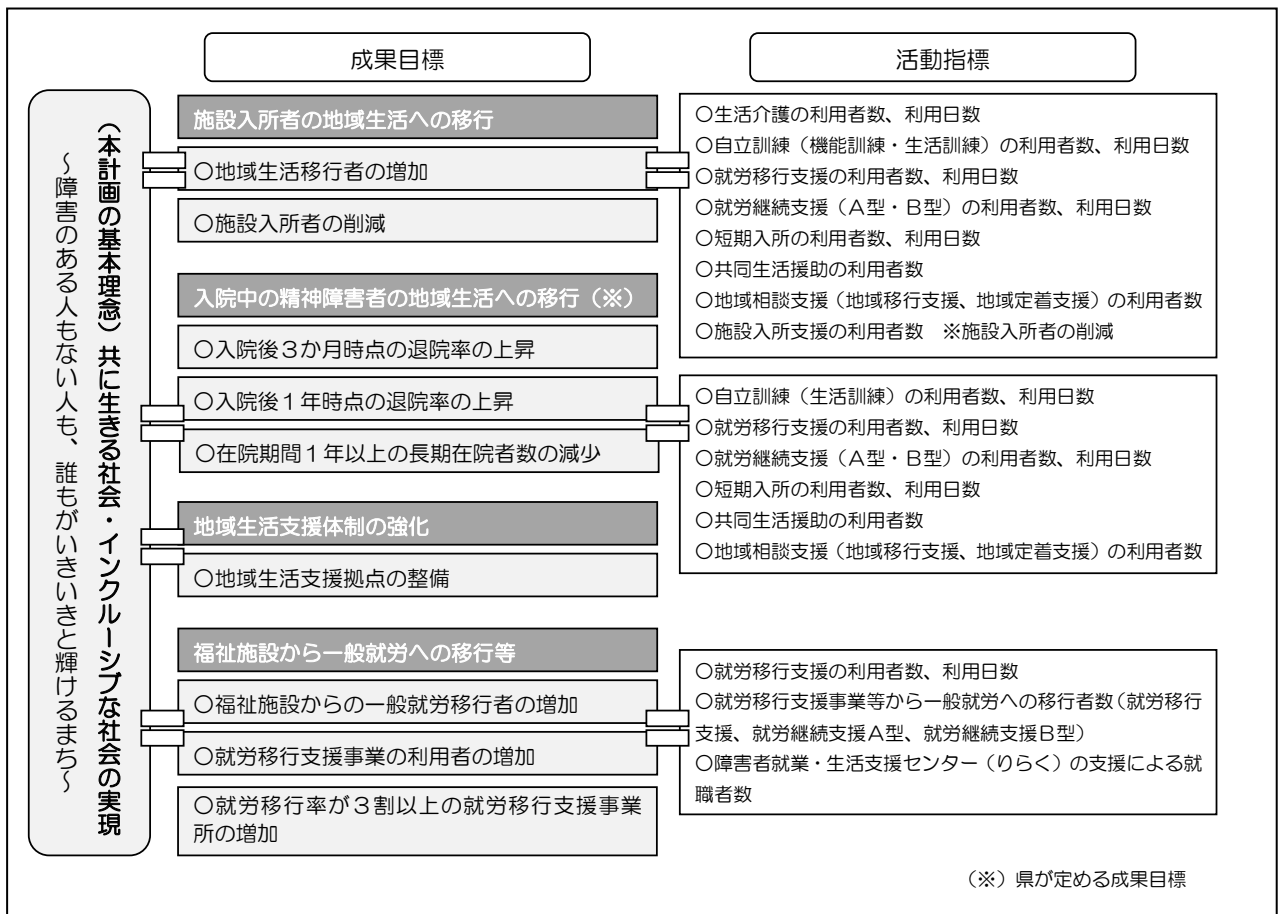 成果目標
活動指標
(本計画の基本理念)共に生きる社会・インクルーシブな社会の実現
~障害のある人もない人も、誰もがいきいきと輝けるまち~
施設入所者の地域生活への移行
○地域生活移行者の増加
○施設入所者の削減
○生活介護の利用者数、利用日数
○自立訓練(機能訓練・生活訓練)の利用者数、利用日数
○就労移行支援の利用者数、利用日数
○就労継続支援(A型・B型)の利用者数、利用日数
○短期入所の利用者数、利用日数
○共同生活援助の利用者数
○地域相談支援(地域移行支援、地域定着支援)の利用者数
○施設入所支援の利用者数 ※施設入所者の削減
入院中の精神障害者の地域生活への移行(※)
○入院後3か月時点の退院率の上昇
○入院後1年時点の退院率の上昇
○在院期間1年以上の長期在院者数の減少
○自立訓練(生活訓練)の利用者数、利用日数
○就労移行支援の利用者数、利用日数
○就労継続支援(A型・B型)の利用者数、利用日数
○短期入所の利用者数、利用日数
○共同生活援助の利用者数
○地域相談支援(地域移行支援、地域定着支援)の利用者数
地域生活支援体制の強化
○地域生活支援拠点の整備
福祉施設から一般就労への移行等
○福祉施設からの一般就労移行者の増加
○就労移行支援事業の利用者の増加
○就労移行率が3割以上の就労移行支援事業
所の増加
○就労移行支援の利用者数、利用日数
○就労移行支援事業等から一般就労への移行者数(就労移行
支援、就労継続支援A型、就労継続支援B型)
○障害者就業・生活支援センター(りらく)の支援による就
職者数
(※)県が定める成果目標